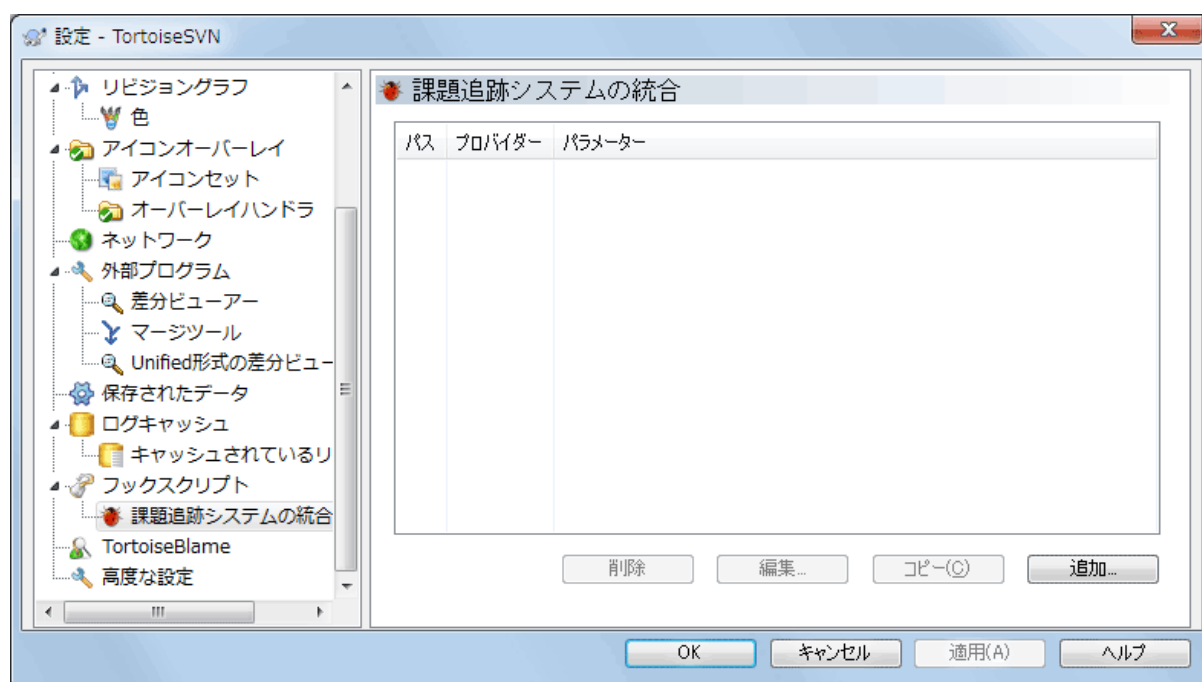 設定 - TortoiseSVN
リビジョングラフ
色
アイコンオーバーレイ
アイコンセット
オーバーレイハンドラ
ネットワーク
外部プログラム
差分ビューアー
マージツール
Unified形式の差分ビュー
保存されたデータ
ログキャッシュ
キャッシュされているリ
フックスクリプト
課題追跡システムの統合
TortoiseBlame
高度な設定
課題追跡システムの統合
パス プロバイダー パラメーター
削除 編集... コピー(C) 追加...
OK キャンセル 適用(A) ヘルプ